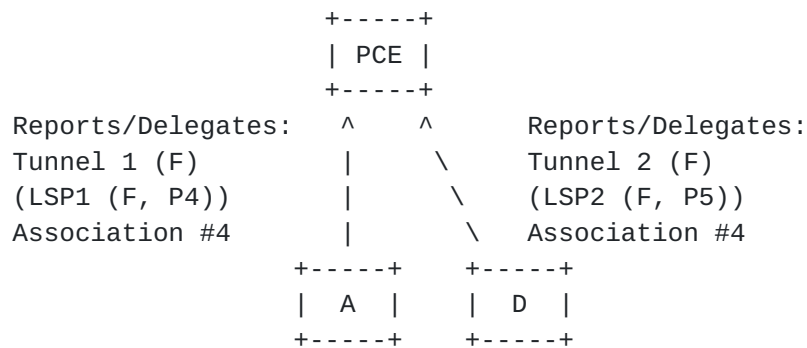 +-----+
| PCE |
+-----+
Reports/Delegates:   ^    ^      Reports/Delegates:
Tunnel 1 (F)         |     \     Tunnel 2 (F)
(LSP1 (F, P4))       |      \    (LSP2 (F, P5))
Association #4       |       \   Association #4
+-----+    +-----+
|  A  |    |  D  |
+-----+    +-----+